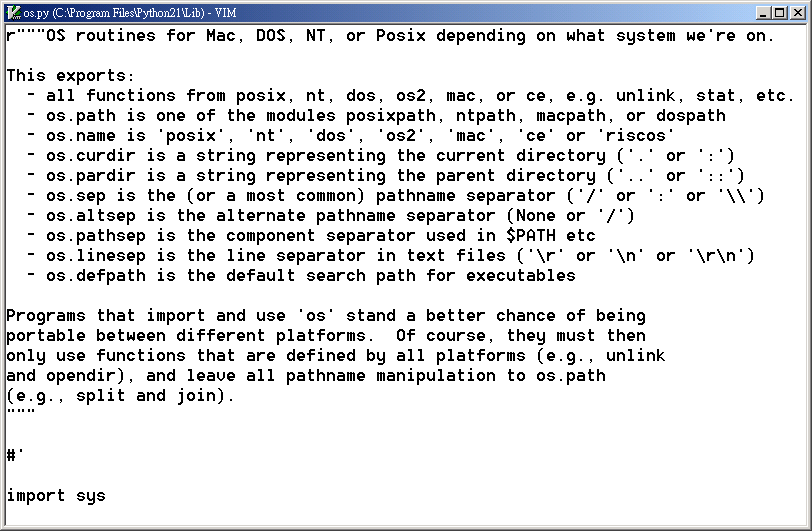 os.py (C:\Program Files\Python21\Lib) - VIM
r"""OS routines for Mac, DOS, NT, or Posix depending on what system we're on.
This exports:
  - all functions from posix, nt, dos, os2, mac, or ce, e.g. unlink, stat, etc.
  - os.path is one of the modules posixpath, ntpath, macpath, or dospath
  - os.name is 'posix', 'nt', 'dos', 'os2', 'mac', 'ce' or 'riscos'
  - os.curdir is a string representing the current directory ('.' or ':')
  - os.pardir is a string representing the parent directory ('..' or '::')
  - os.sep is the (or a most common) pathname separator ('/' or ':' or '\\')
  - os.altsep is the alternate pathname separator (None or '/')
  - os.pathsep is the component separator used in $PATH etc
  - os.linesep is the line separator in text files ('\r' or '\n' or '\r\n')
  - os.defpath is the default search path for executables
Programs that import and use 'os' stand a better chance of being
portable between different platforms.  Of course, they must then
only use functions that are defined by all platforms (e.g., unlink
and opendir), and leave all pathname manipulation to os.path
(e.g., split and join).
"""
#'
import sys